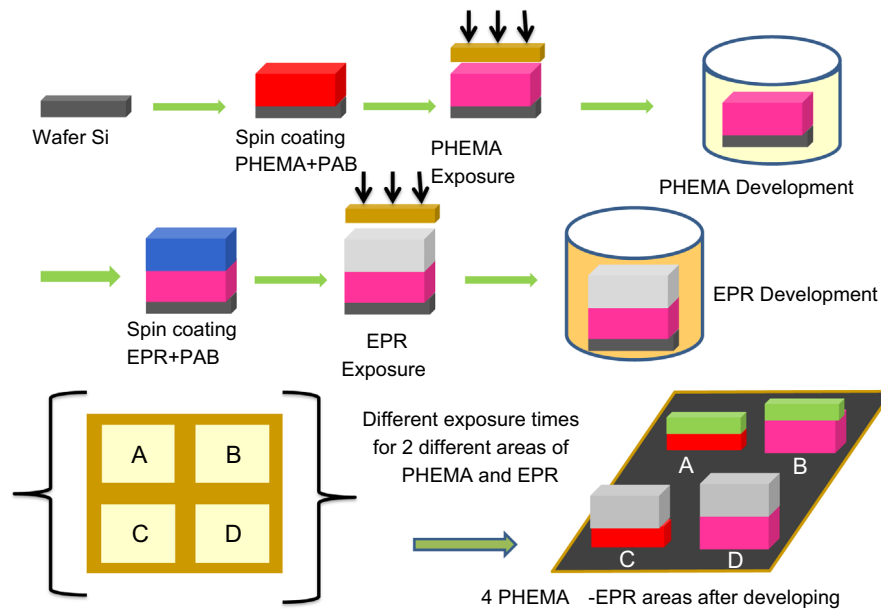 Wafer Si
Spin coating
PHEMA+PAB
PHEMA
Exposure
PHEMA Development
Spin coating
EPR+PAB
EPR
Exposure
EPR Development
A B
C D
Different exposure times
for 2 different areas of
PHEMA and EPR
A B
C D
4 PHEMA -EPR areas after developing